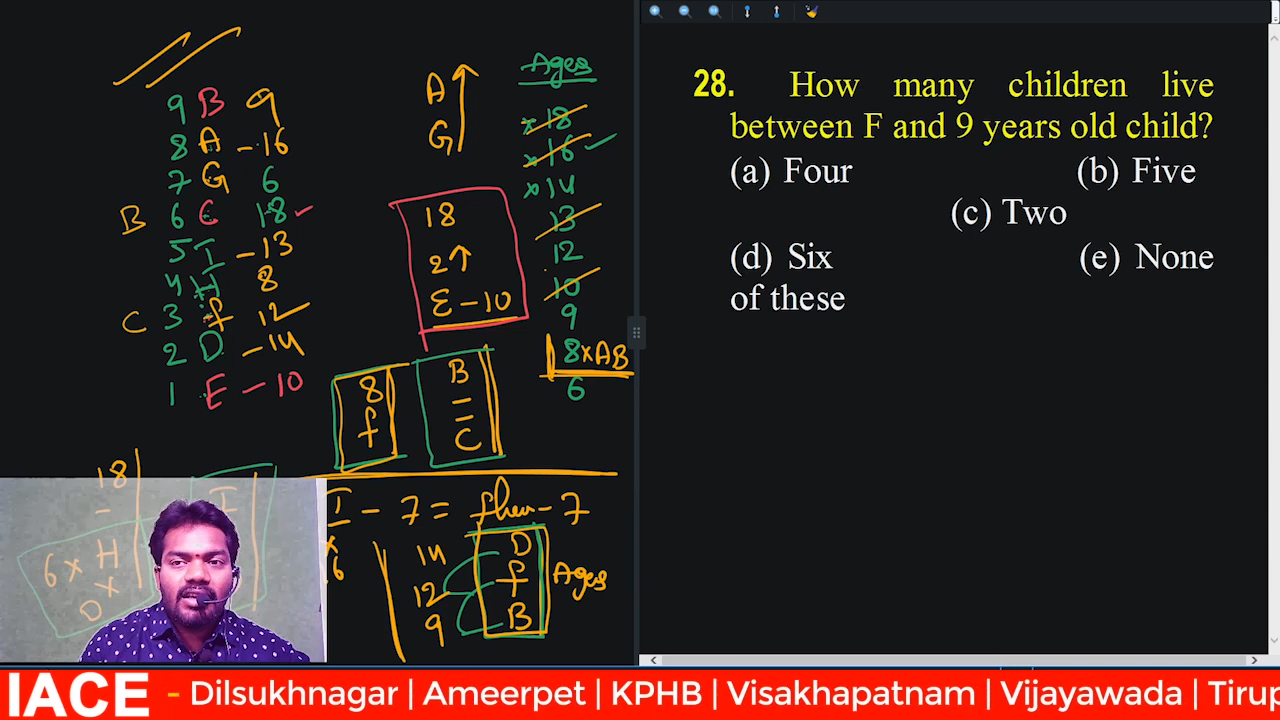 9 B 9
8 A - 16
7 G 6
B 6 C 18
5 I - 13
4 H 8
C 3 f 12
2 D - 14
1 E - 10
A
G
18
2↑
E - 10
Ages
x 18
x 16 ✓
x 14
13
12
10
9
8 x AB
6
8
f
B
–
–
C
18
–
6 x H
x
D
I
I - 7 = f hav - 7
x
6
14 D
12 f Ages
9 B
28. How many children live
between F and 9 years old child?
(a) Four (b) Five
(c) Two
(d) Six (e) None
of these
IACE - Dilsukhnagar | Ameerpet | KPHB | Visakhapatnam | Vijayawada | Tirup